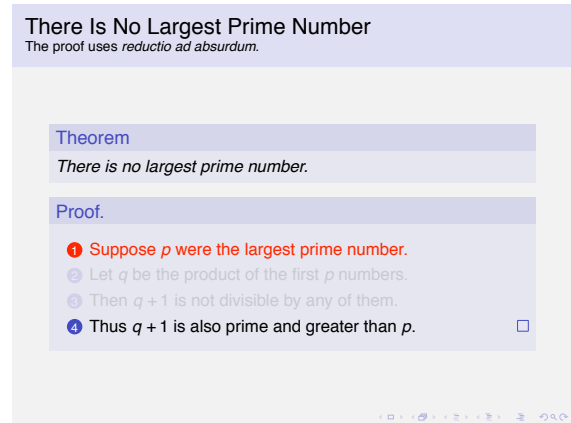 There Is No Largest Prime Number
The proof uses reductio ad absurdum.
Theorem
There is no largest prime number.
Proof.
1 Suppose p were the largest prime number.
2 Let q be the product of the first p numbers.
3 Then q + 1 is not divisible by any of them.
4 Thus q + 1 is also prime and greater than p. □